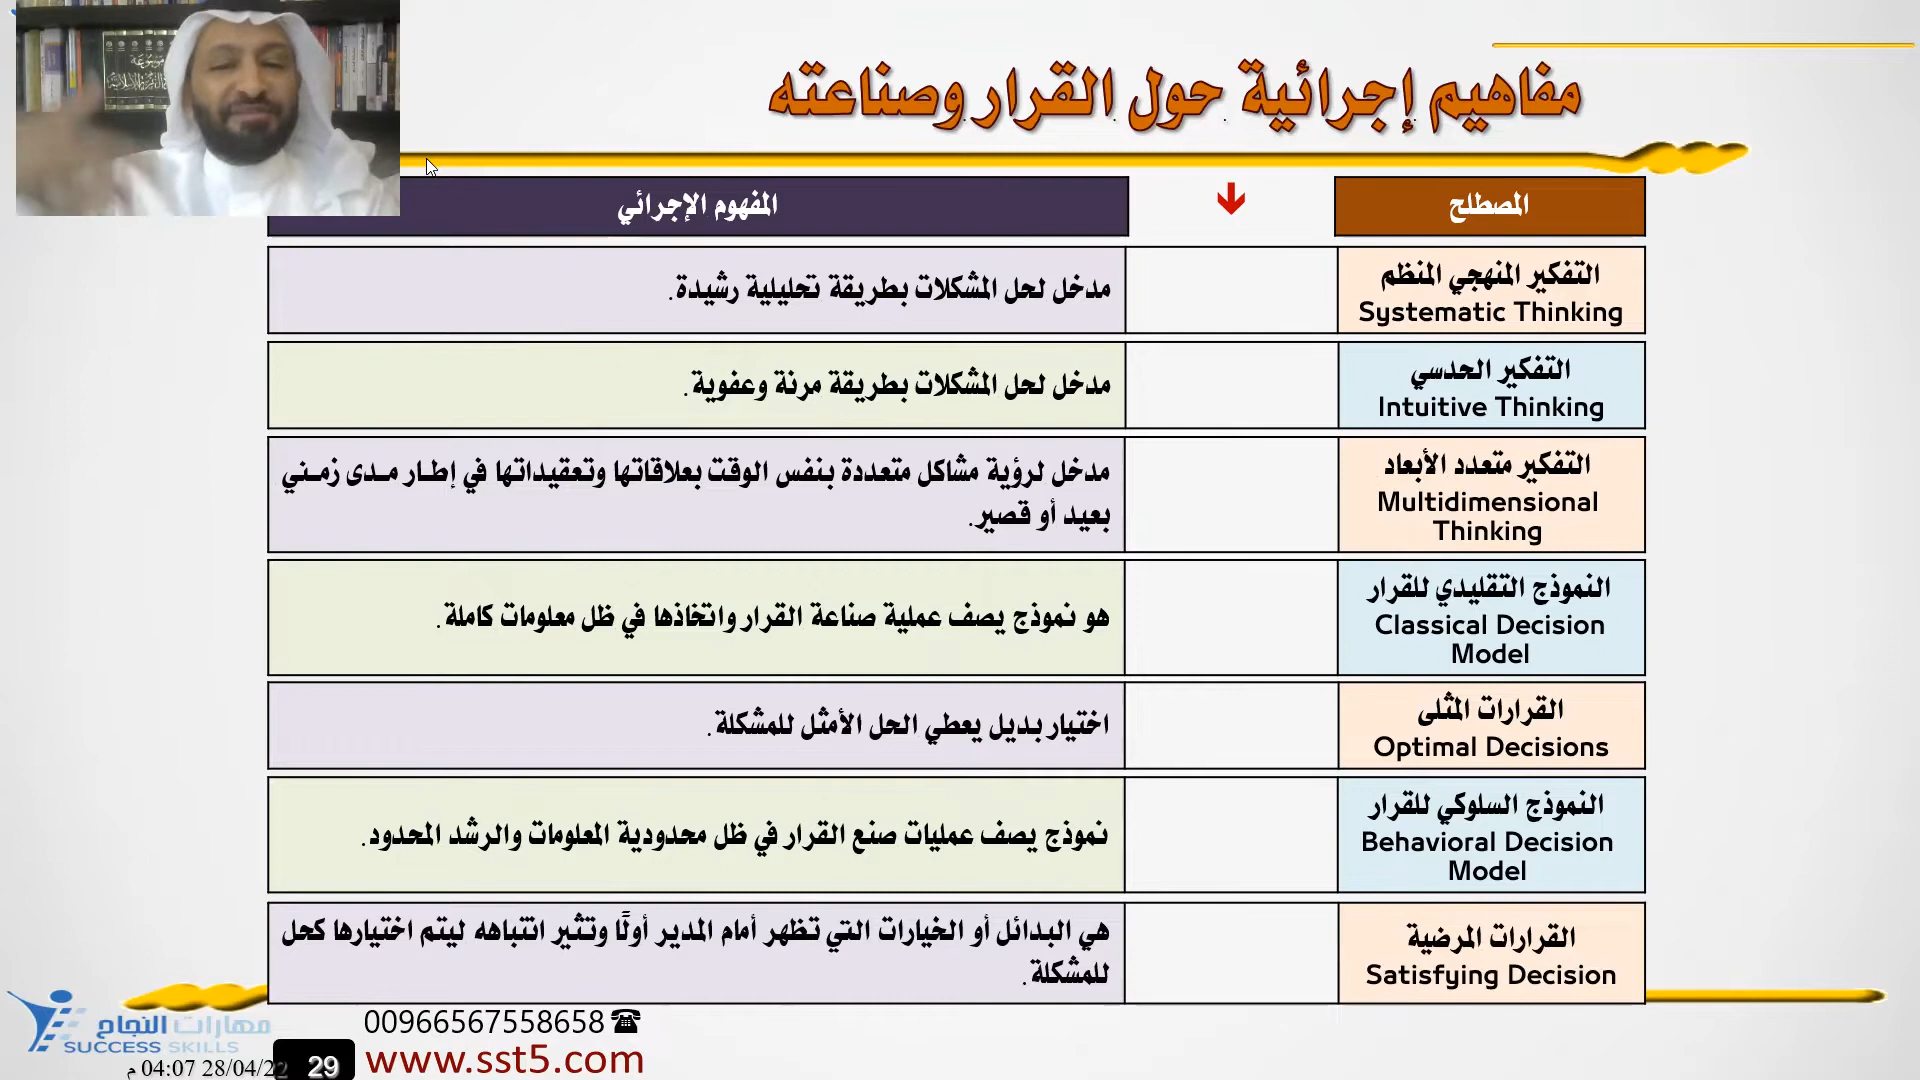 مفاهيم إجرائية حول القرار وصناعته
المصطلح
المفهوم الإجرائي
التفكير المنهجي المنظم
Systematic Thinking
مدخل لحل المشكلات بطريقة تحليلية رشيدة.
التفكير الحدسي
Intuitive Thinking
مدخل لحل المشكلات بطريقة مرنة وعفوية.
التفكير متعدد الأبعاد
Multidimensional
Thinking
مدخل لرؤية مشاكل متعددة بنفس الوقت بعلاقاتها وتعقيداتها في إطار مدى زمني
بعيد أو قصير.
النموذج التقليدي للقرار
Classical Decision
Model
هو نموذج يصف عملية صناعة القرار واتخاذها في ظل معلومات كاملة.
القرارات المثلى
Optimal Decisions
اختيار بديل يعطي الحل الأمثل للمشكلة.
النموذج السلوكي للقرار
Behavioral Decision
Model
نموذج يصف عمليات صنع القرار في ظل محدودية المعلومات والرشد المحدود.
القرارات المرضية
Satisfying Decision
هي البدائل أو الخيارات التي تظهر أمام المدير أولًا وتثير انتباهه ليتم اختيارها كحل
للمشكلة.
مهارات النجاح
SUCCESS SKILLS
00966567558658
www.sst5.com
29
28/04/22 04:07 م